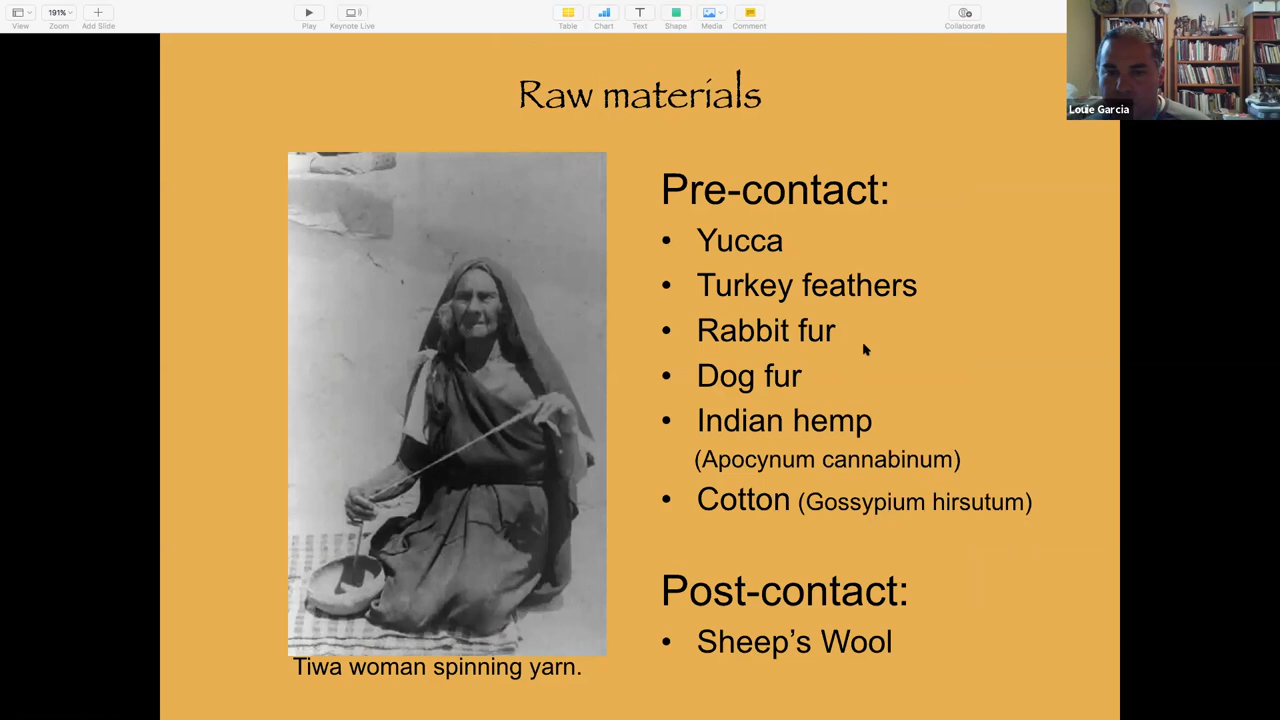 View
191%
Zoom
Add Slide
Play
Keynote Live
Table
Chart
T
Text
Shape
Media
Comment
Collaborate
Louie Garcia
Raw materials
Pre-contact:
• Yucca
• Turkey feathers
• Rabbit fur
• Dog fur
• Indian hemp
(Apocynum cannabinum)
• Cotton (Gossypium hirsutum)
Post-contact:
• Sheep’s Wool
Tiwa woman spinning yarn.